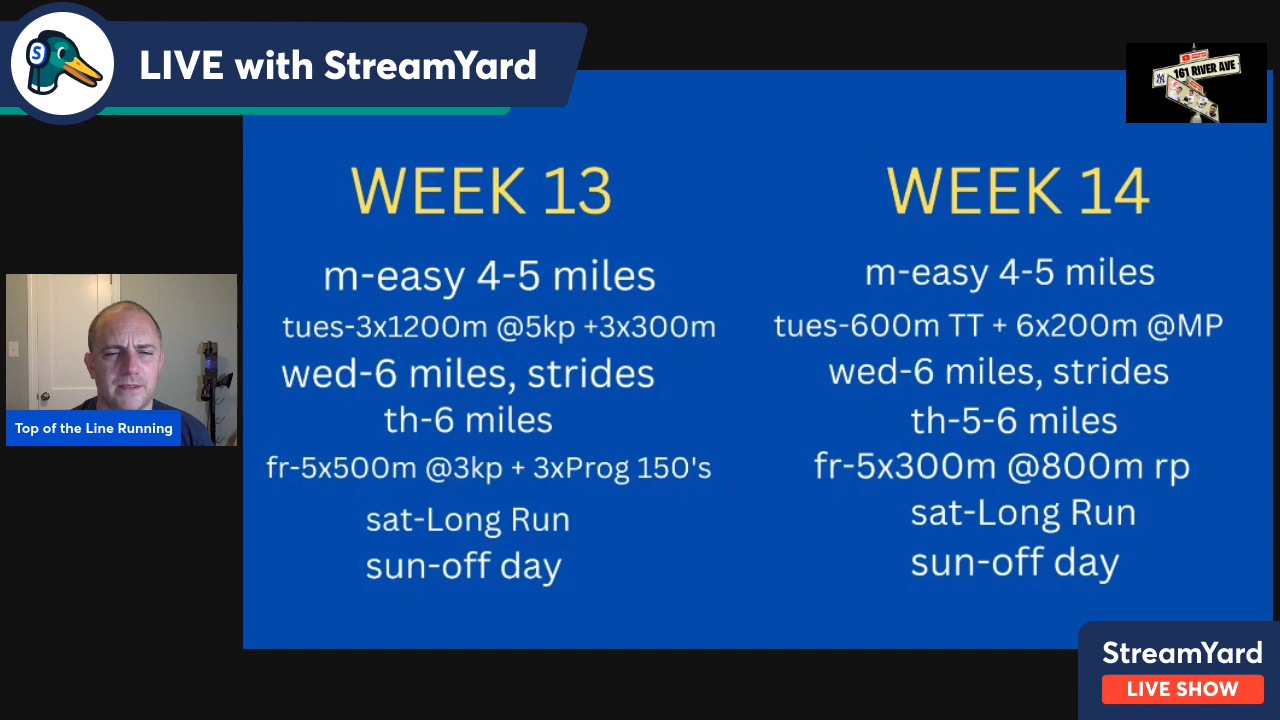 S
LIVE with StreamYard
161 RIVER AVE
WEEK 13
m-easy 4-5 miles
tues-3x1200m @5kp +3x300m
wed-6 miles, strides
th-6 miles
fr-5x500m @3kp + 3xProg 150's
sat-Long Run
sun-off day
WEEK 14
m-easy 4-5 miles
tues-600m TT + 6x200m @MP
wed-6 miles, strides
th-5-6 miles
fr-5x300m @800m rp
sat-Long Run
sun-off day
Top of the Line Running
StreamYard
LIVE SHOW